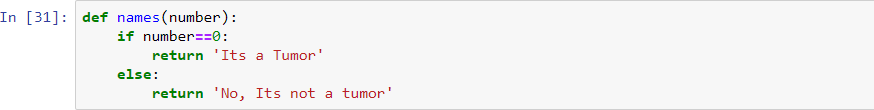 In [31]: def names(number):
    if number==0:
        return 'Its a Tumor'
    else:
        return 'No, Its not a tumor'